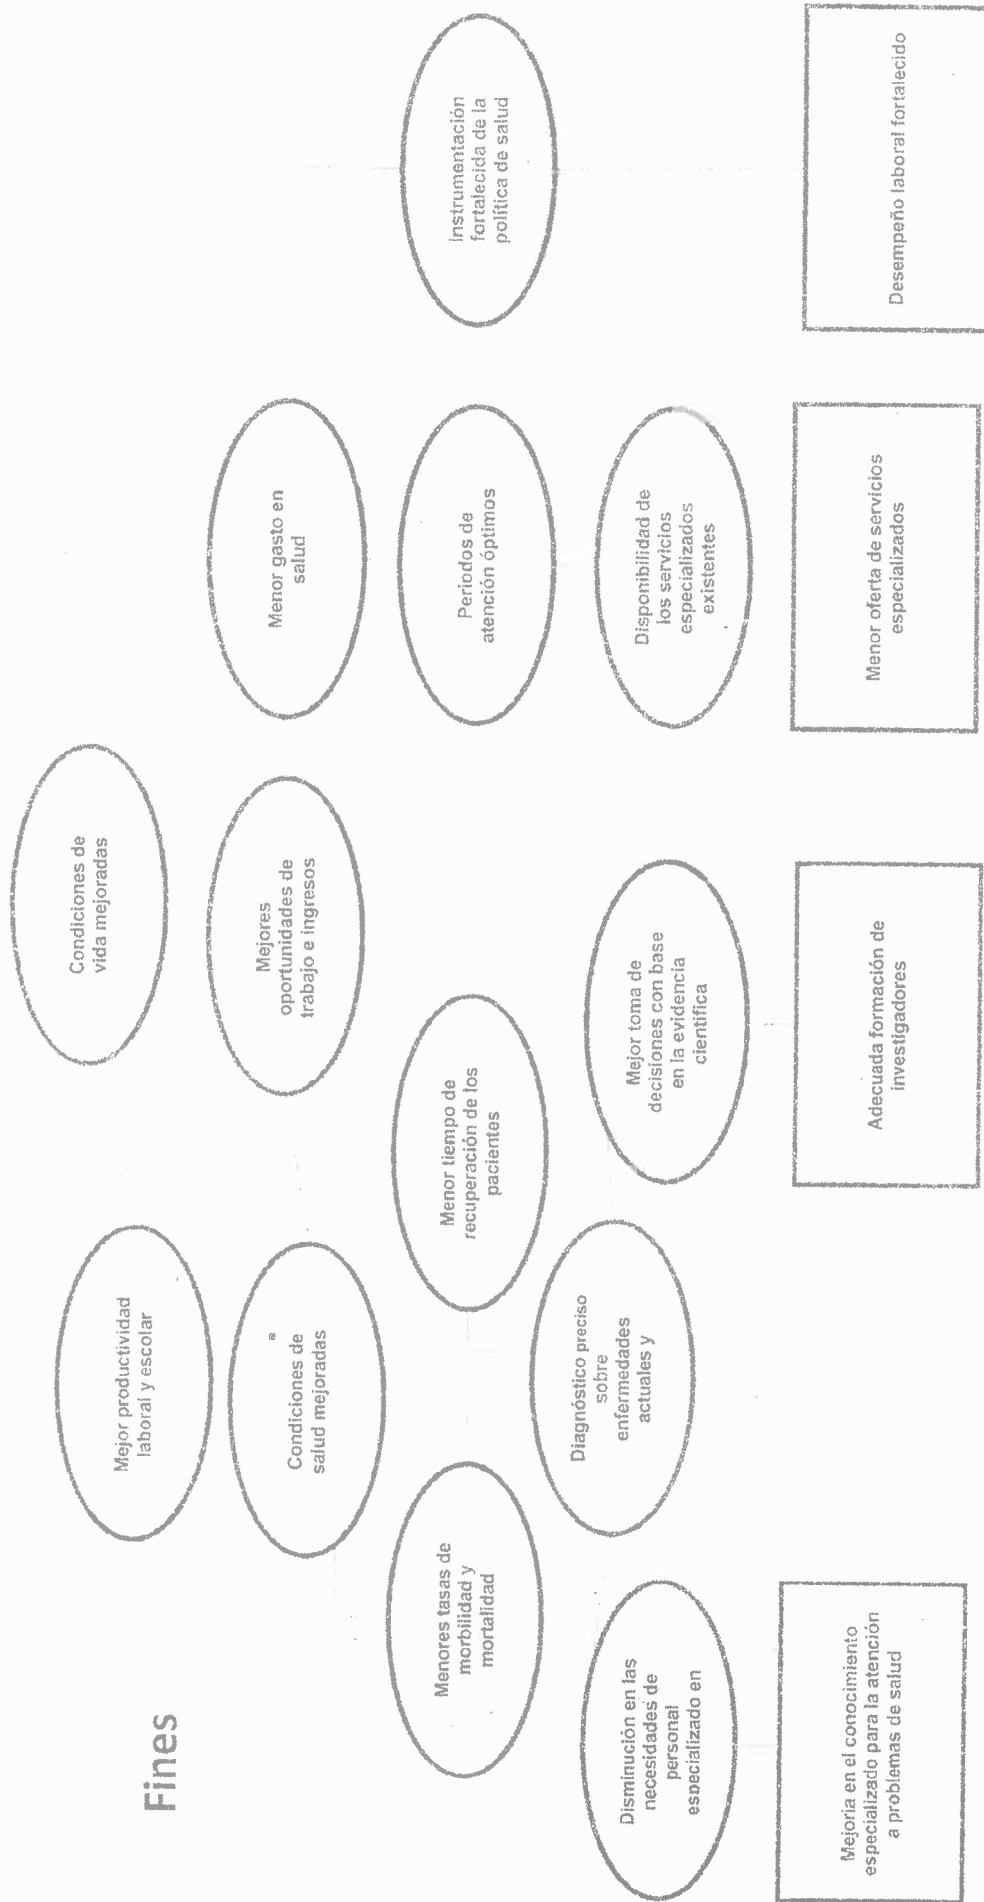 Fines
Condiciones de
vida mejoradas
Mejor productividad
laboral y escolar
Condiciones de
salud mejoradas
Mejores
oportunidades de
trabajo e ingresos
Menor gasto en
salud
Menores tasas de
morbilidad y
mortalidad
Menor tiempo de
recuperación de los
pacientes
Periodos de
atención óptimos
Instrumentación
fortalecida de la
política de salud
Disminución en las
necesidades de
personal
especializado en
Diagnóstico preciso
sobre
enfermedades
actuales y
Mejor toma de
decisiones con base
en la evidencia
científica
Disponibilidad de
los servicios
especializados
existentes
Mejoria en el conocimiento
especializado para la atención
a problemas de salud
Adecuada formación de
investigadores
Menor oferta de servicios
especializados
Desempeño laboral fortalecido